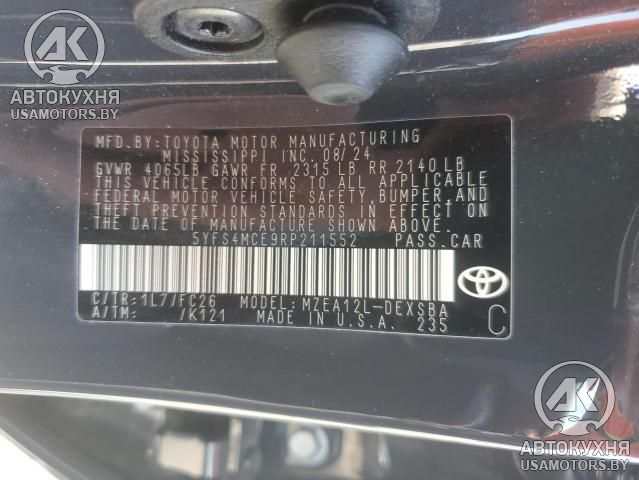 АК
АВТОКУХНЯ
USAMOTORS.BY
MFD.BY:TOYOTA MOTOR MANUFACTURING
MISSISSIPPI INC. 08/24
GVWR 4065LB GAWR FR 2315 LB RR 2140 LB
THIS VEHICLE CONFORMS TO ALL APPLICABLE
FEDERAL MOTOR VEHICLE SAFETY, BUMPER, AND
THEFT PREVENTION STANDARDS IN EFFECT ON
THE DATE OF MANUFACTURE SHOWN ABOVE.
5YFS4MCE9RP211552 PASS.CAR
C/TR:1L7/FC26 MODEL:MZEA12L-DEXSBA
A/TM: /K121 MADE IN U.S.A. 235
C
АК
АВТОКУХНЯ
USAMOTORS.BY